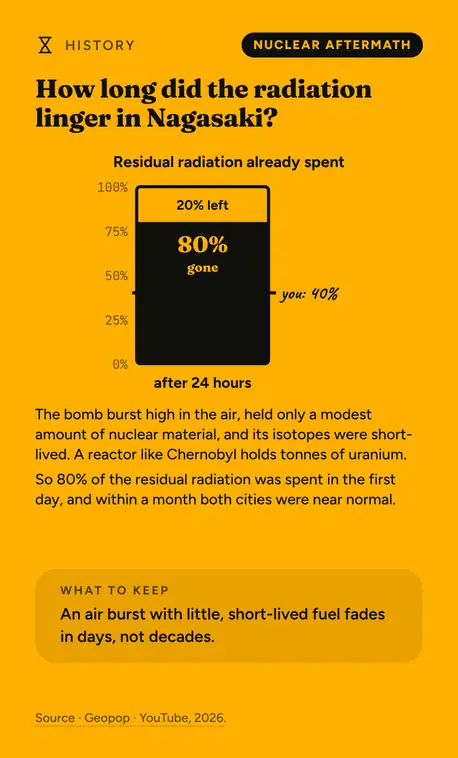 HISTORY
NUCLEAR AFTERMATH
How long did the radiation
linger in Nagasaki?
Residual radiation already spent
100%
20% left
75%
80%
gone
50%
you: 40%
25%
0%
after 24 hours
The bomb burst high in the air, held only a modest
amount of nuclear material, and its isotopes were short-
lived. A reactor like Chernobyl holds tonnes of uranium.
So 80% of the residual radiation was spent in the first
day, and within a month both cities were near normal.
WHAT TO KEEP
An air burst with little, short-lived fuel fades
in days, not decades.
Source · Geopop · YouTube, 2026.